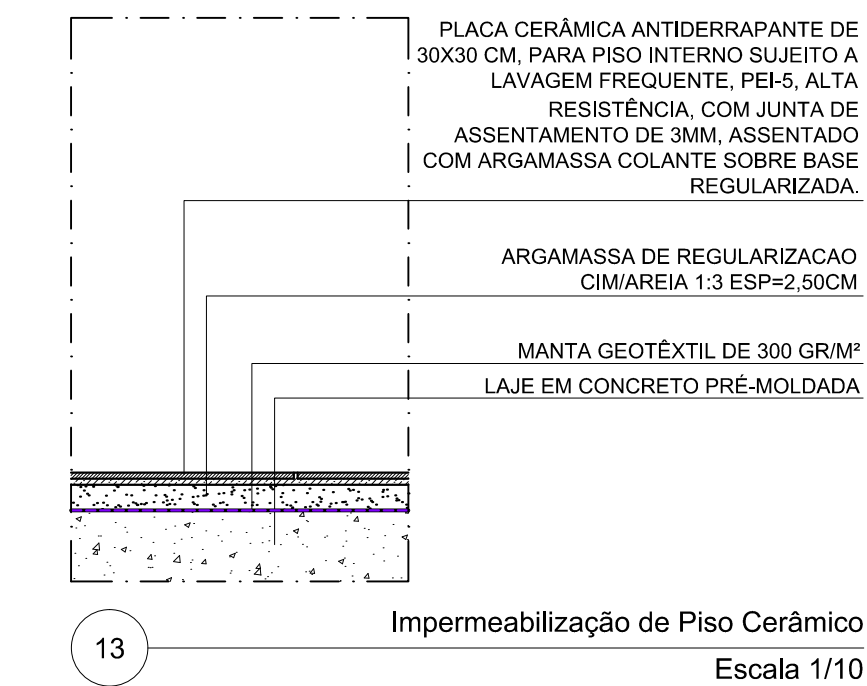 PLACA CERÂMICA ANTIDERRAPANTE DE
30X30 CM, PARA PISO INTERNO SUJEITO A
LAVAGEM FREQUENTE, PEI-5, ALTA
RESISTÊNCIA, COM JUNTA DE
ASSENTAMENTO DE 3MM, ASSENTADO
COM ARGAMASSA COLANTE SOBRE BASE
REGULARIZADA.
ARGAMASSA DE REGULARIZACAO
CIM/AREIA 1:3 ESP=2,50CM
MANTA GEOTÊXTIL DE 300 GR/M²
LAJE EM CONCRETO PRÉ-MOLDADA
13
Impermeabilização de Piso Cerâmico
Escala 1/10